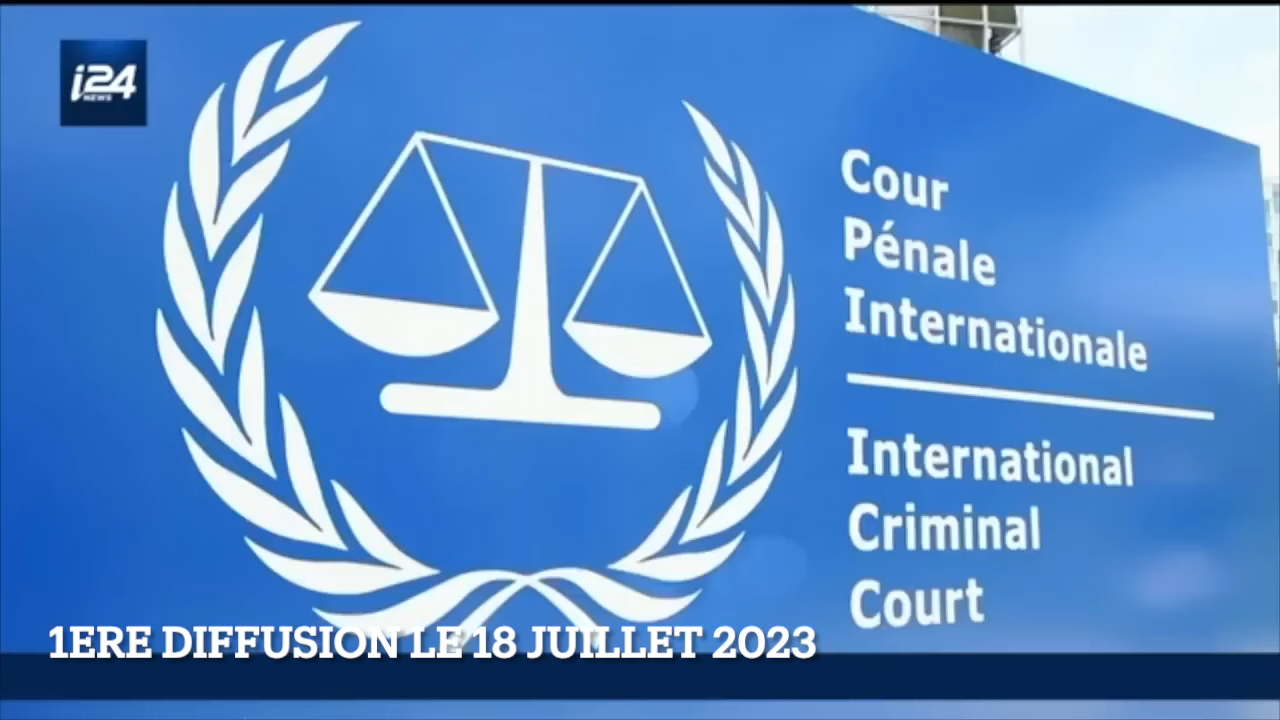 i24
NEWS
Cour
Pénale
Internationale
International
Criminal
Court
1ERE DIFFUSION LE 18 JUILLET 2023